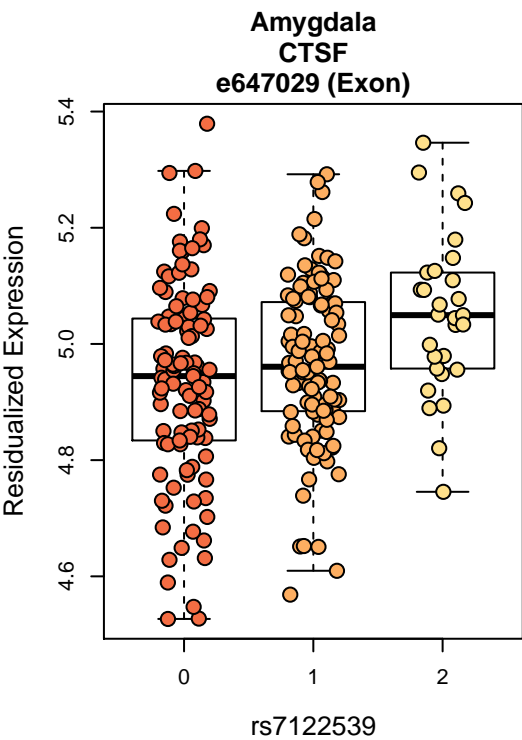 Amygdala
CTSF
e647029 (Exon)
Residualized Expression
5.4
5.2
5.0
4.8
4.6
0 1 2
rs7122539